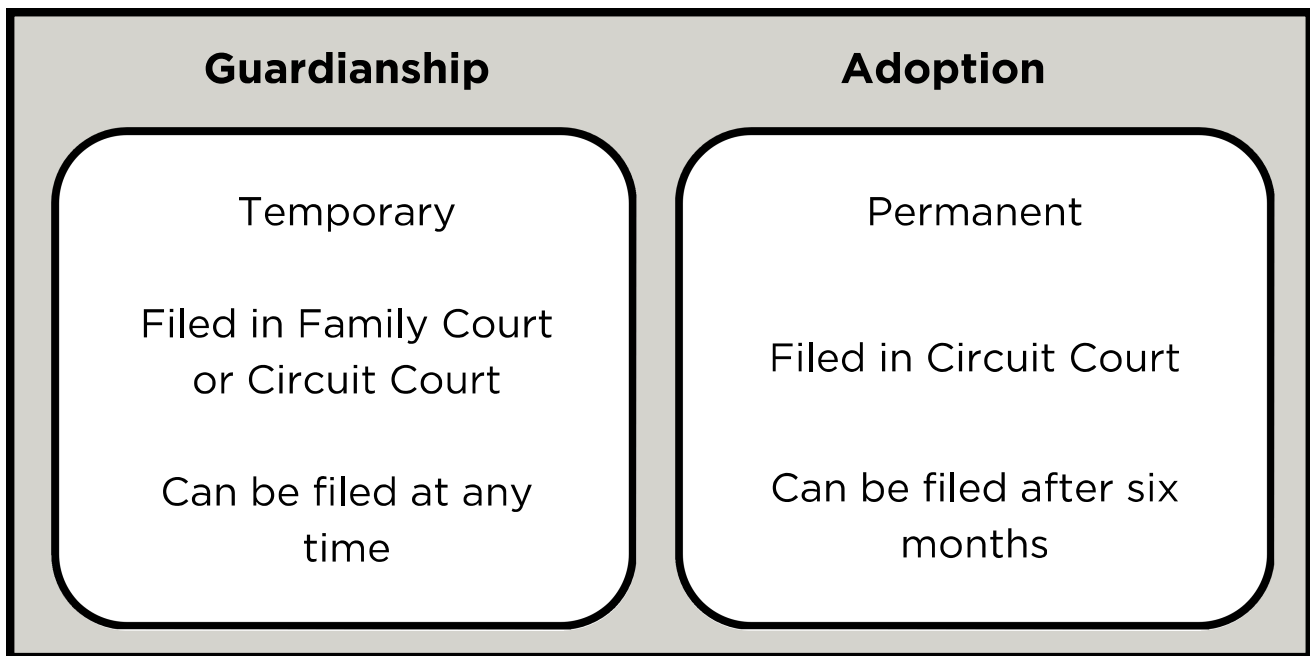 Guardianship
Temporary
Filed in Family Court
or Circuit Court
Can be filed at any
time
Adoption
Permanent
Filed in Circuit Court
Can be filed after six
months